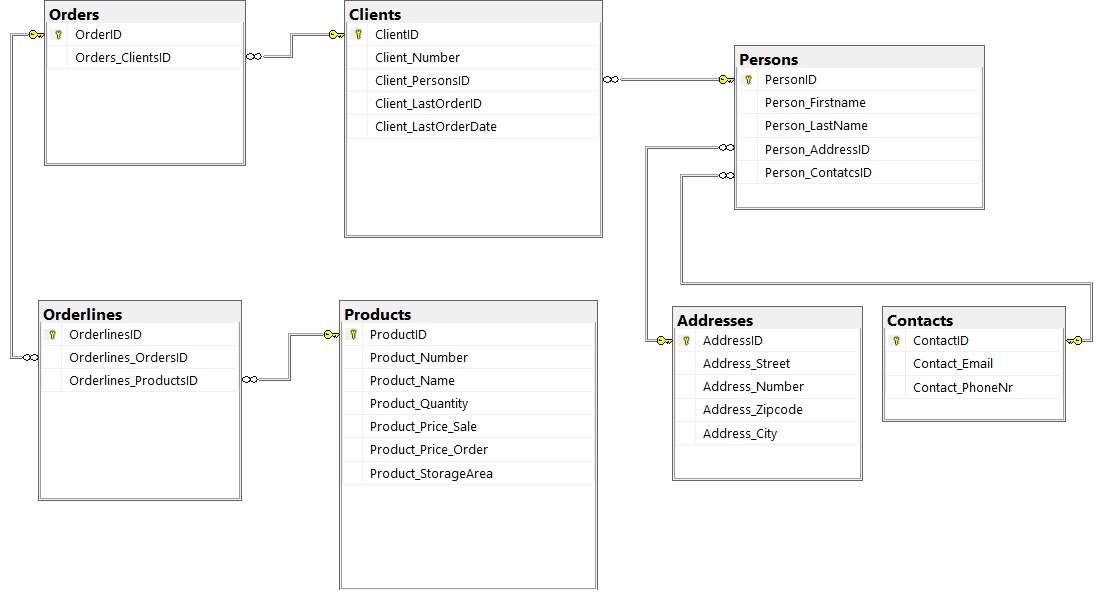 Orders
OrderID
Orders_ClientsID
Clients
ClientID
Client_Number
Client_PersonsID
Client_LastOrderID
Client_LastOrderDate
Persons
PersonID
Person_Firstname
Person_LastName
Person_AddressID
Person_ContatcsID
Orderlines
OrderlinesID
Orderlines_OrdersID
Orderlines_ProductsID
Products
ProductID
Product_Number
Product_Name
Product_Quantity
Product_Price_Sale
Product_Price_Order
Product_StorageArea
Addresses
AddressID
Address_Street
Address_Number
Address_Zipcode
Address_City
Contacts
ContactID
Contact_Email
Contact_PhoneNr